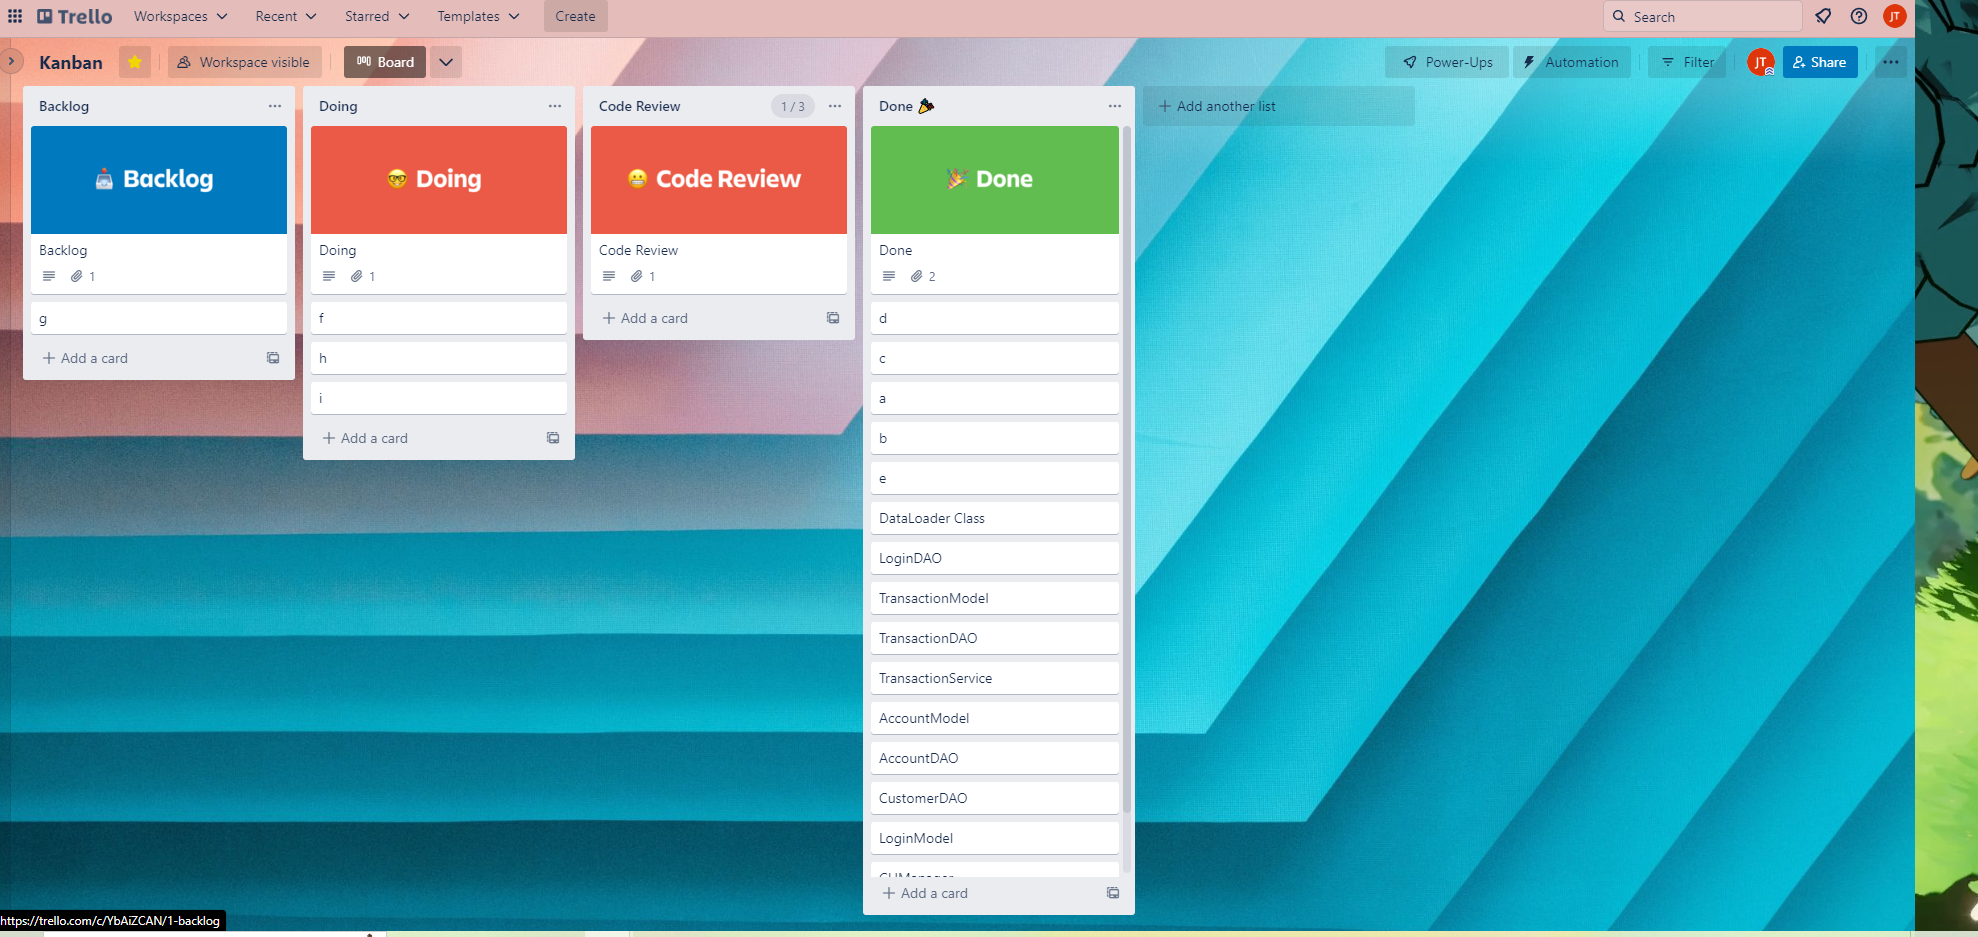 Trello Workspaces Recent Starred Templates Create Search JT
Kanban Workspace visible Board Power-Ups Automation Filter JT Share
Backlog
Backlog
Backlog
1
g
Add a card
Doing
Doing
Doing
1
f
h
i
Add a card
Code Review 1 / 3
Code Review
Code Review
1
Add a card
Done
Done
Done
2
d
c
a
b
e
DataLoader Class
LoginDAO
TransactionModel
TransactionDAO
TransactionService
AccountModel
AccountDAO
CustomerDAO
LoginModel
Add a card
Add another list
https://trello.com/c/YbAiZCAN/1-backlog